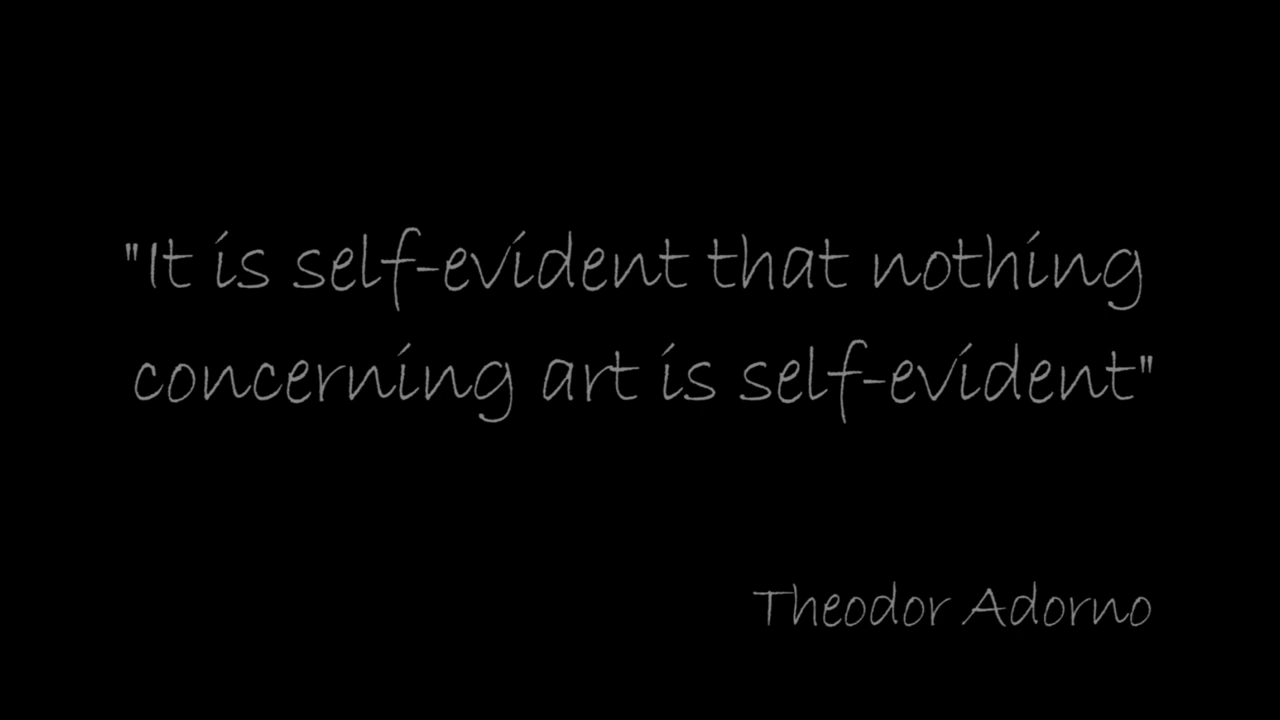 "It is self-evident that nothing
concerning art is self-evident"
Theodor Adorno